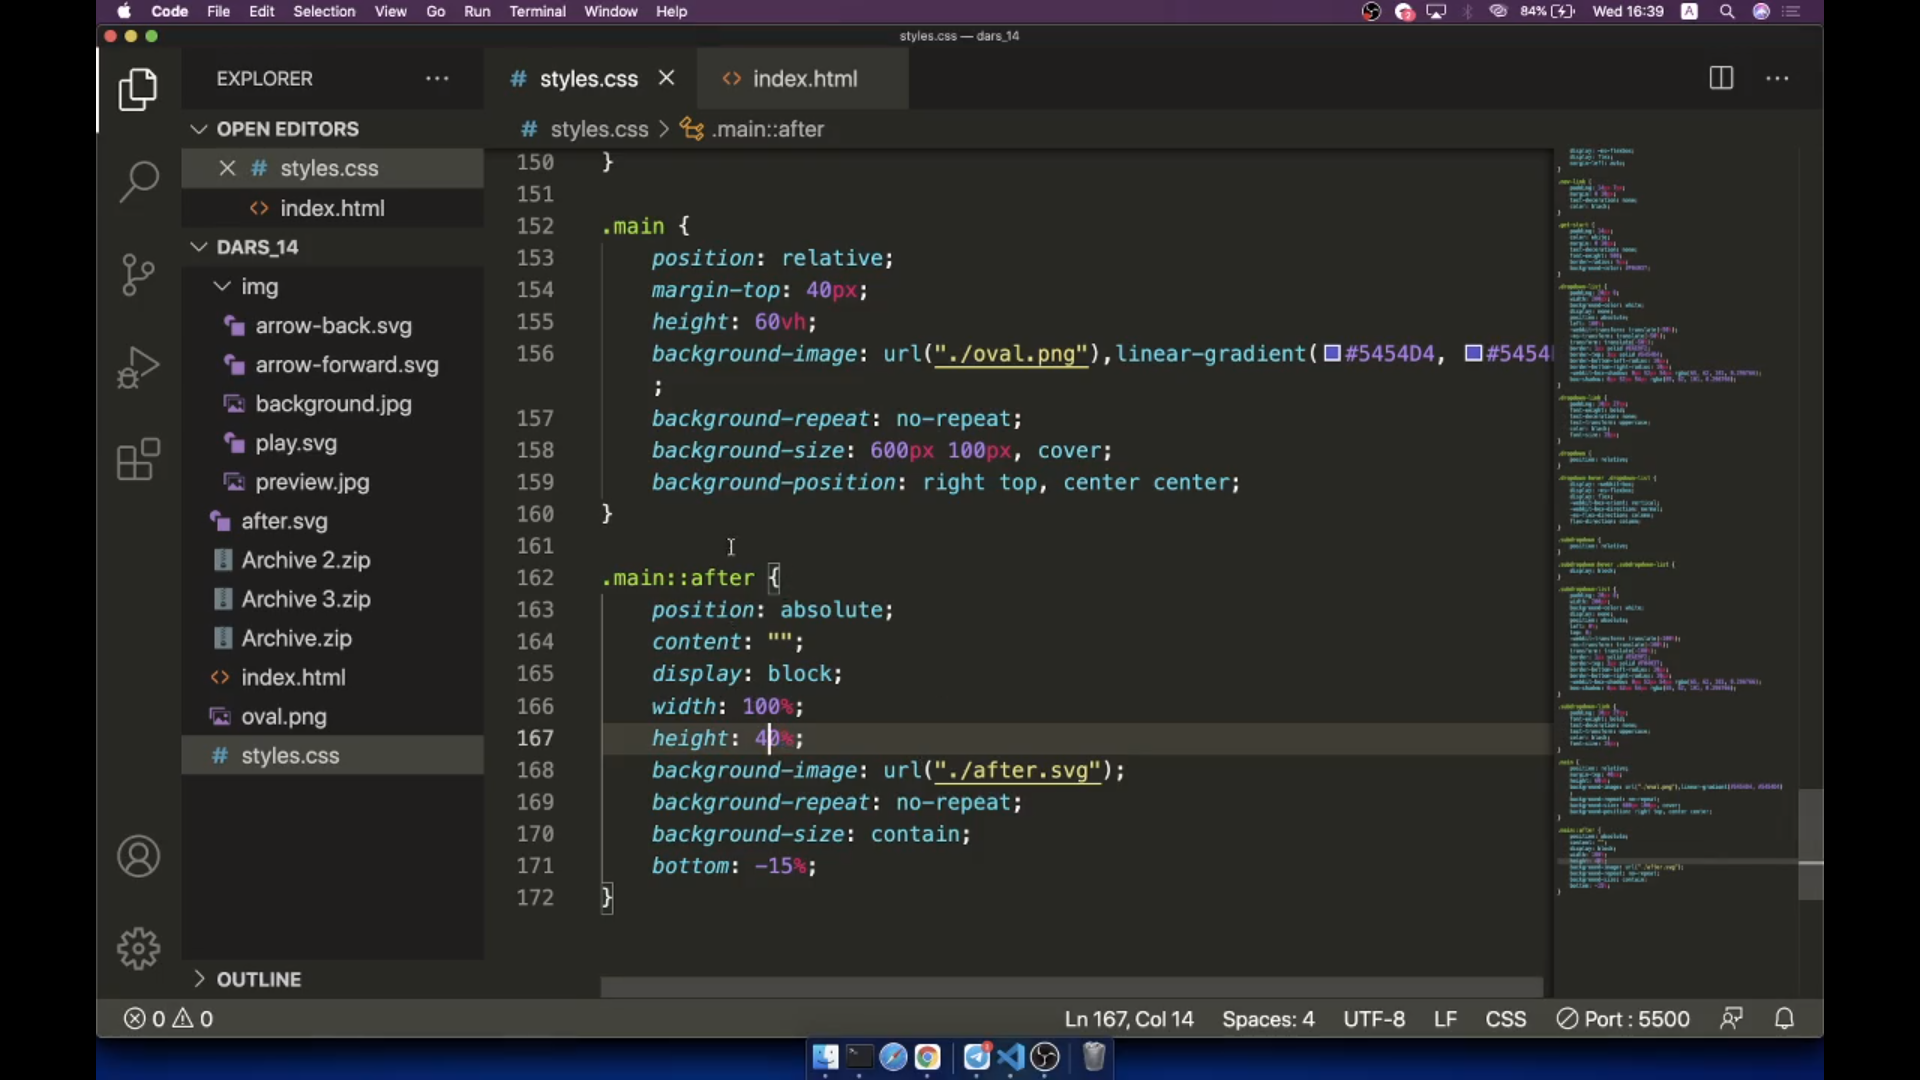 Code File Edit Selection View Go Run Terminal Window Help 84% Wed 16:39 A
styles.css — dars_14
EXPLORER
# styles.css
<> index.html
OPEN EDITORS
# styles.css > .main::after
# styles.css
<> index.html
DARS_14
img
arrow-back.svg
arrow-forward.svg
background.jpg
play.svg
preview.jpg
after.svg
Archive 2.zip
Archive 3.zip
Archive.zip
<> index.html
oval.png
# styles.css
OUTLINE
150 }
151
152 .main {
153 position: relative;
154 margin-top: 40px;
155 height: 60vh;
156 background-image: url("./oval.png"),linear-gradient(#5454D4, #5454
;
157 background-repeat: no-repeat;
158 background-size: 600px 100px, cover;
159 background-position: right top, center center;
160 }
161
162 .main::after {
163 position: absolute;
164 content: "";
165 display: block;
166 width: 100%;
167 height: 40%;
168 background-image: url("./after.svg");
169 background-repeat: no-repeat;
170 background-size: contain;
171 bottom: -15%;
172 }
0 0 Ln 167, Col 14 Spaces: 4 UTF-8 LF CSS Port : 5500